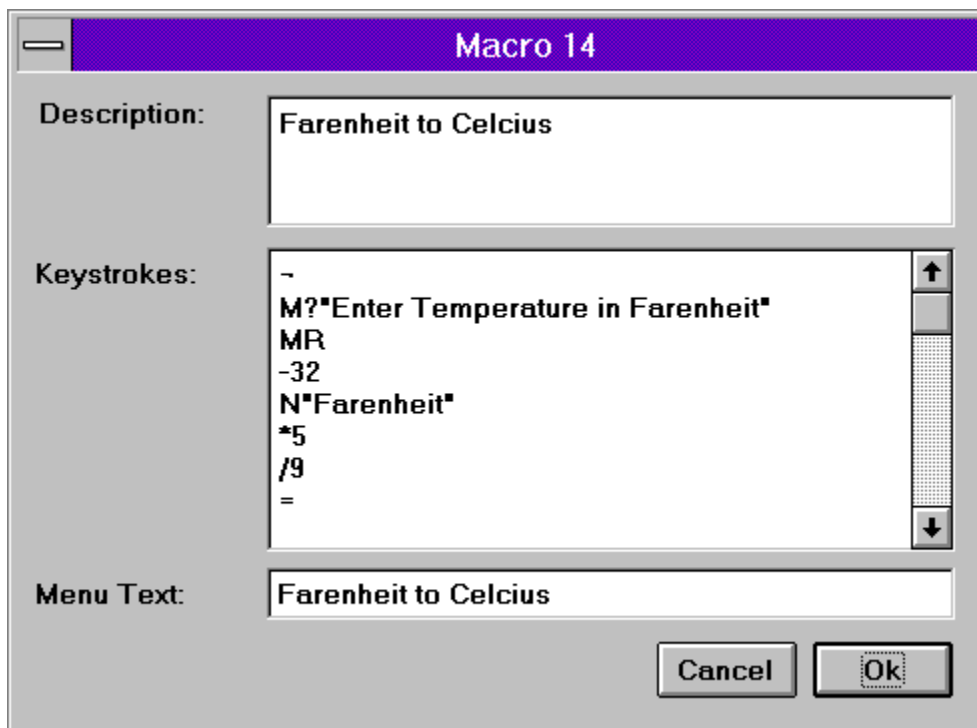 Macro 14
Description:
Farenheit to Celcius
Keystrokes:
¬
M?"Enter Temperature in Farenheit"
MR
-32
N"Farenheit"
*5
/9
=
Menu Text:
Farenheit to Celcius
Cancel
Ok